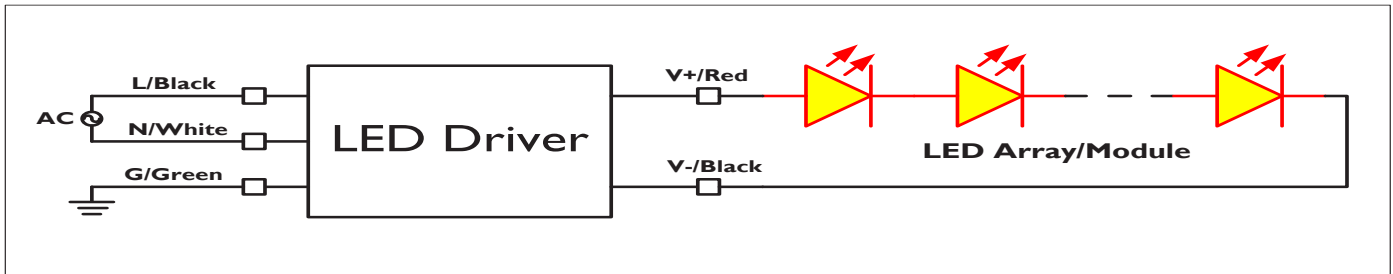 L/Black
AC
N/White
G/Green
LED Driver
V+/Red
V-/Black
LED Array/Module